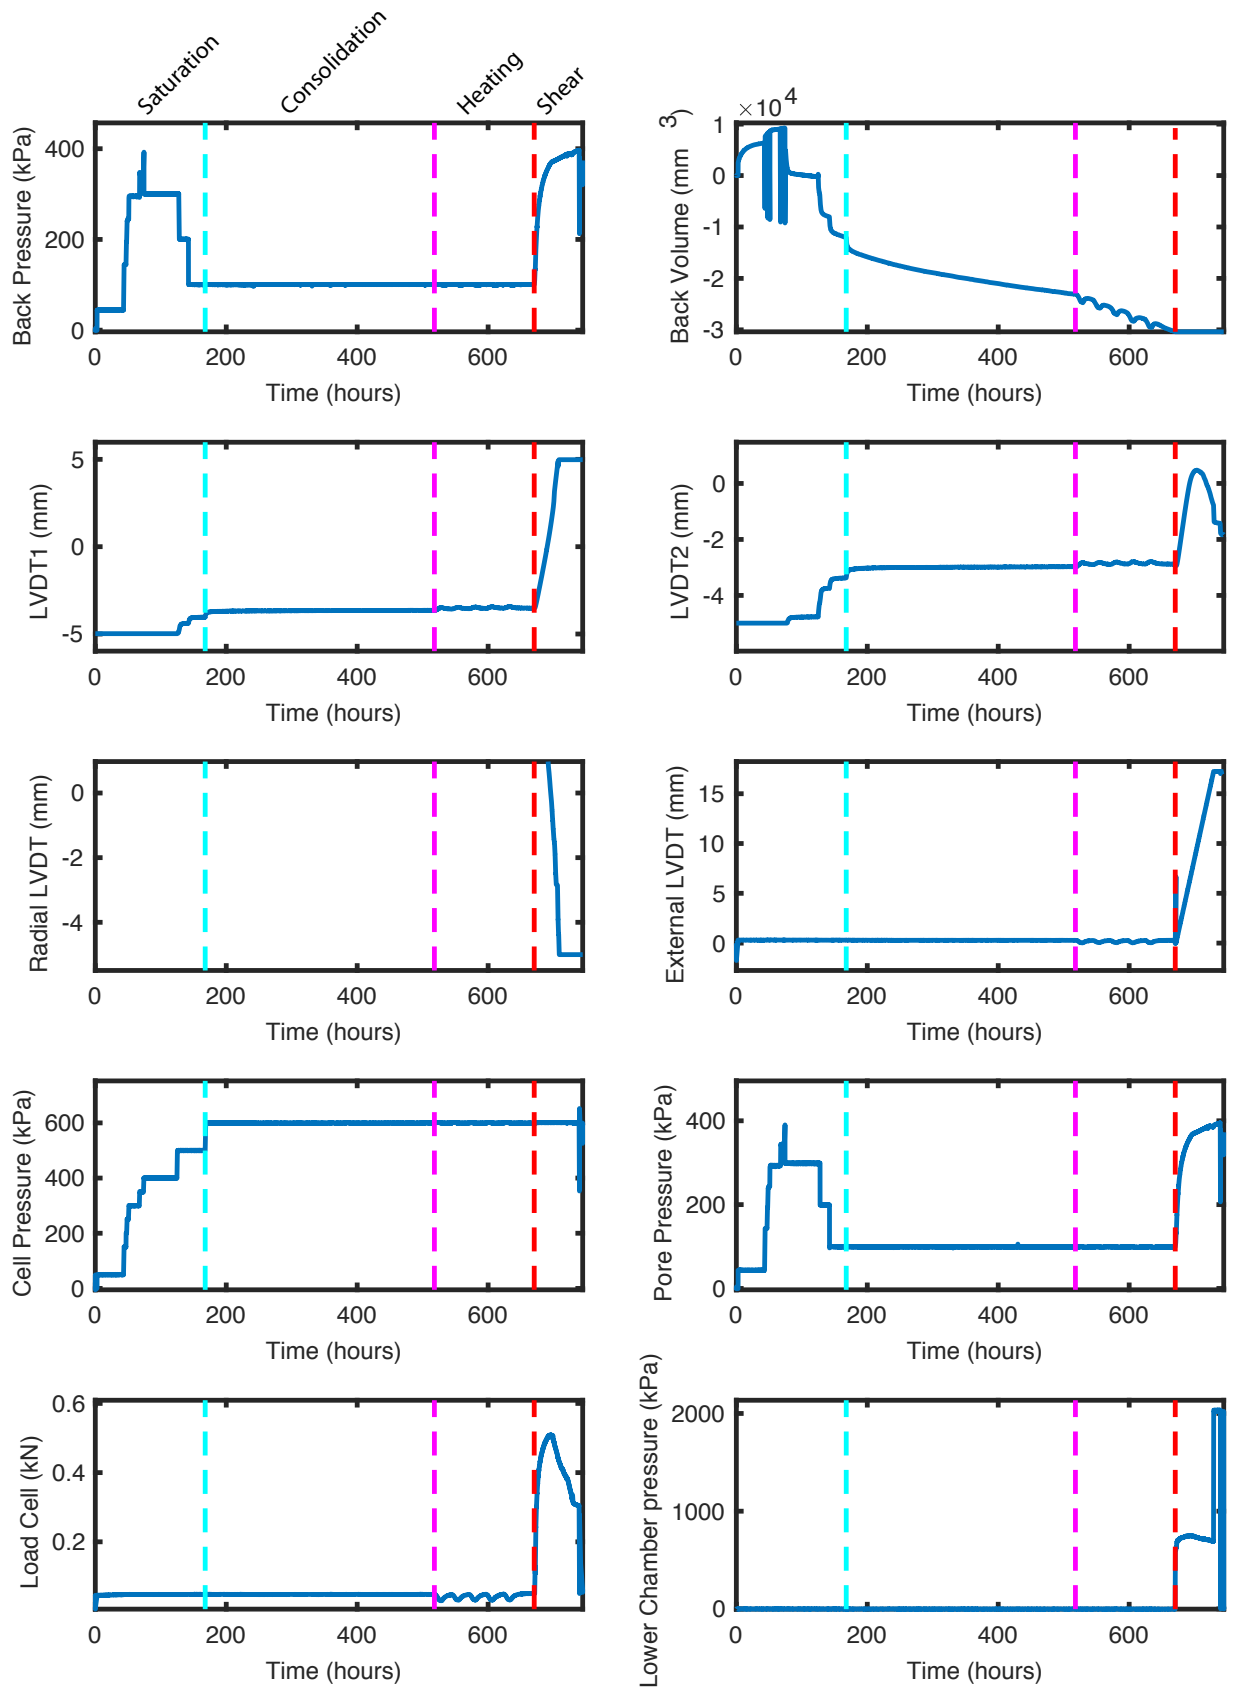 Saturation
Consolidation
Heating
Shear
Back Pressure (kPa)
400
200
0
0 200 400 600
Time (hours)
×10 4
Back Volume (mm 3)
1
0
-1
-2
-3
0 200 400 600
Time (hours)
LVDT1 (mm)
5
0
-5
0 200 400 600
Time (hours)
LVDT2 (mm)
0
-2
-4
0 200 400 600
Time (hours)
Radial LVDT (mm)
0
-2
-4
0 200 400 600
Time (hours)
External LVDT (mm)
15
10
5
0
0 200 400 600
Time (hours)
Cell Pressure (kPa)
600
400
200
0
0 200 400 600
Time (hours)
Pore Pressure (kPa)
400
200
0
0 200 400 600
Time (hours)
Load Cell (kN)
0.6
0.4
0.2
0 200 400 600
Time (hours)
Lower Chamber pressure (kPa)
2000
1000
0
0 200 400 600
Time (hours)